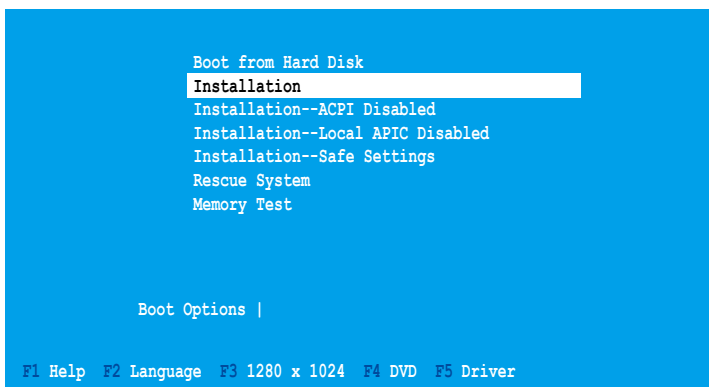 Boot from Hard Disk
Installation
Installation--ACPI Disabled
Installation--Local APIC Disabled
Installation--Safe Settings
Rescue System
Memory Test
Boot Options |
F1 Help F2 Language F3 1280 x 1024 F4 DVD F5 Driver